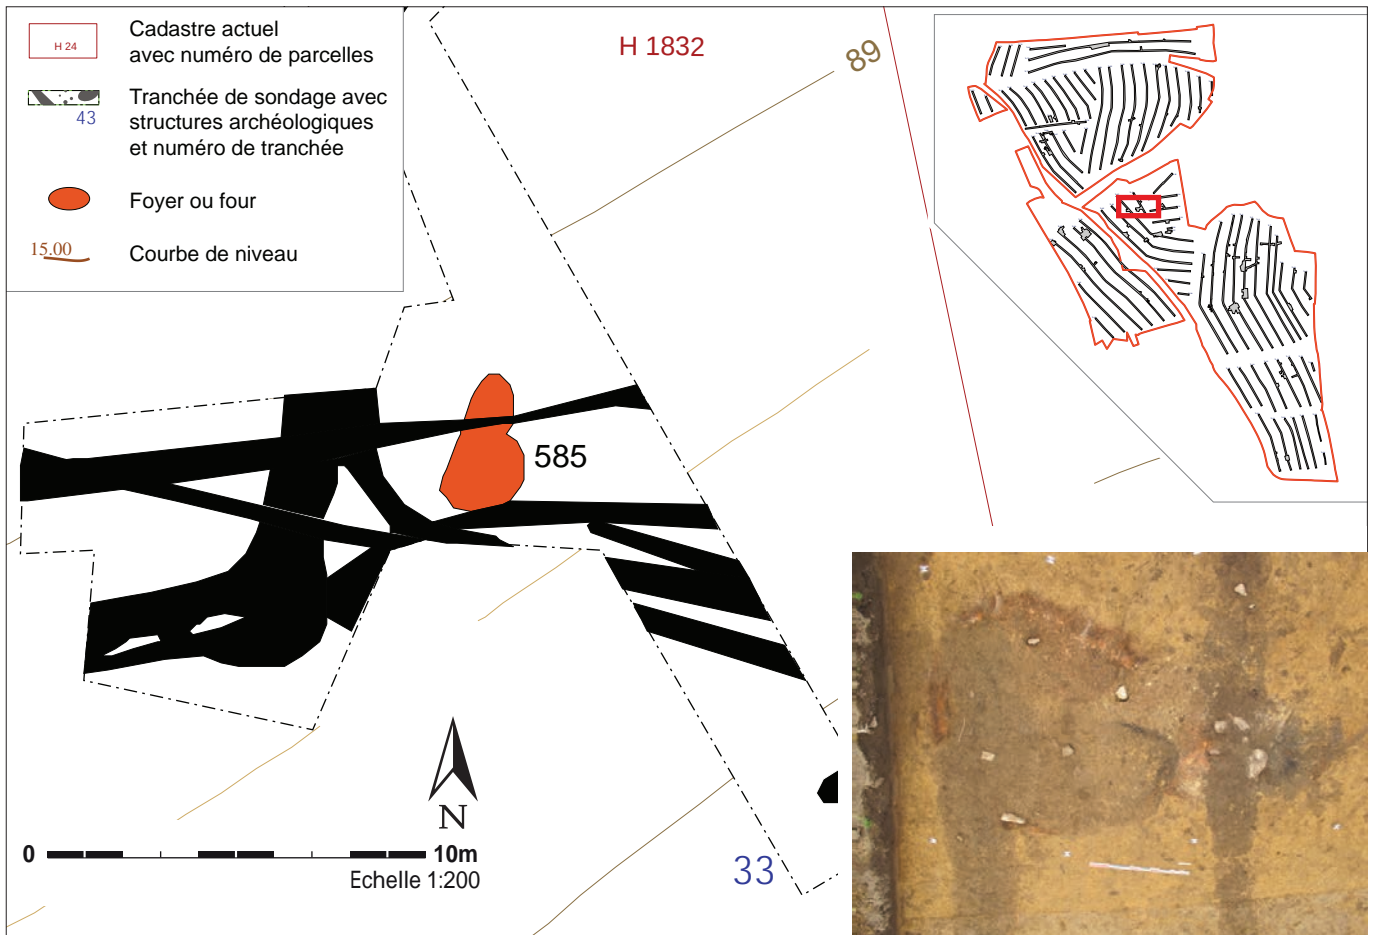 H 24
Cadastre actuel
avec numéro de parcelles
43
Tranchée de sondage avec
structures archéologiques
et numéro de tranchée
Foyer ou four
15.00
Courbe de niveau
H 1832
89
585
N
0
10m
Echelle 1:200
33